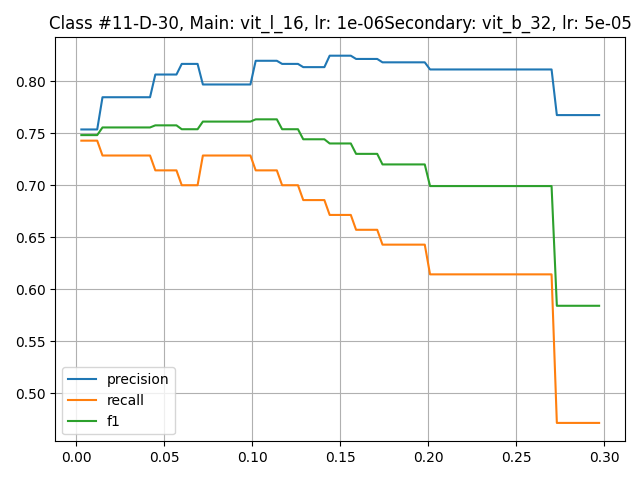 Class #11-D-30, Main: vit_l_16, lr: 1e-06Secondary: vit_b_32, lr: 5e-05
0.80
0.75
0.70
0.65
0.60
0.55
0.50
precision
recall
f1
0.00 0.05 0.10 0.15 0.20 0.25 0.30